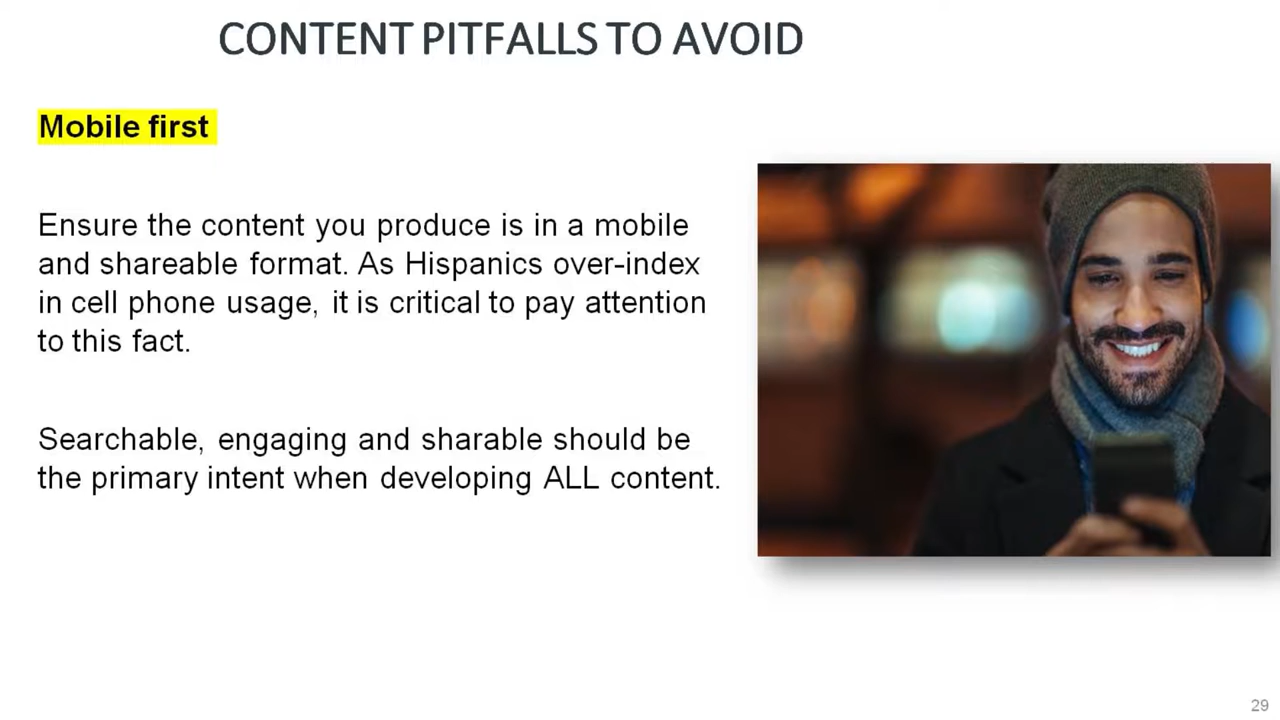 CONTENT PITFALLS TO AVOID
Mobile first
Ensure the content you produce is in a mobile
and shareable format. As Hispanics over-index
in cell phone usage, it is critical to pay attention
to this fact.
Searchable, engaging and sharable should be
the primary intent when developing ALL content.
29